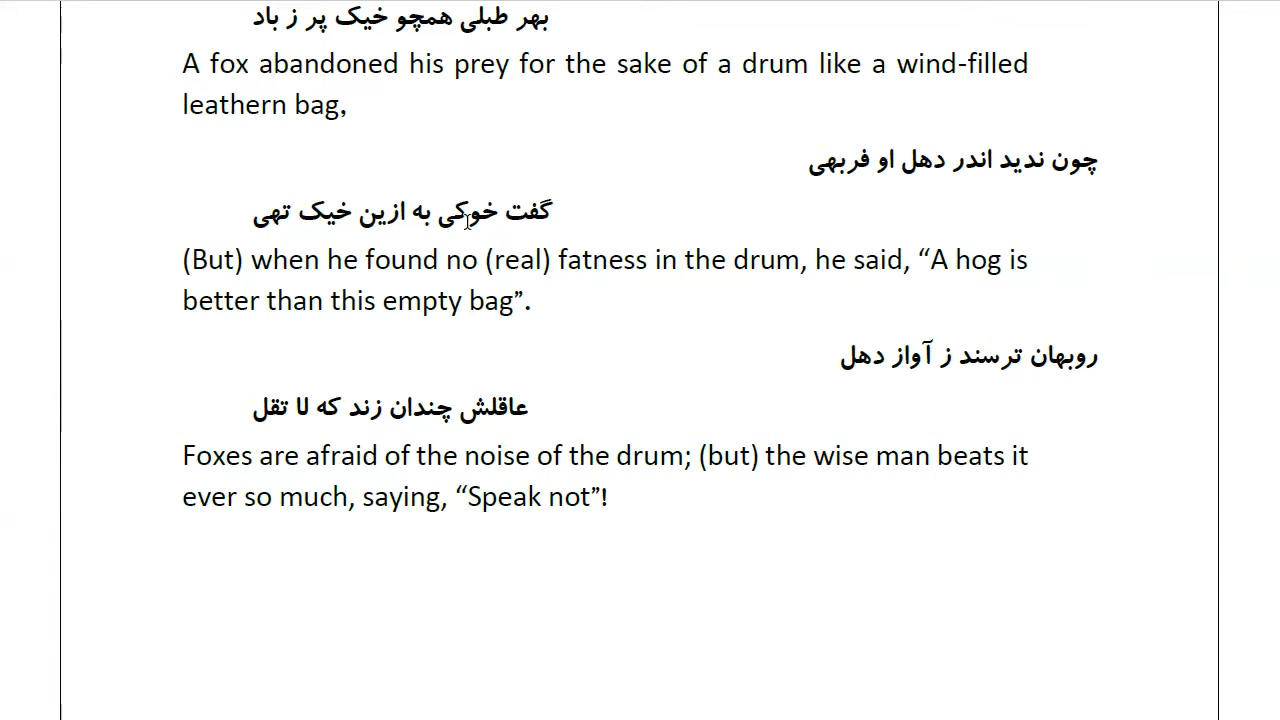 بهر طبلی همچو خیک پر ز باد
A fox abandoned his prey for the sake of a drum like a wind-filled
leathern bag,
چون ندید اندر دهل او فربهی
گفت خوکی به ازین خیک تهی
(But) when he found no (real) fatness in the drum, he said, “A hog is
better than this empty bag”.
روبهان ترسند ز آواز دهل
عاقلش چندان زند که لا تقل
Foxes are afraid of the noise of the drum; (but) the wise man beats it
ever so much, saying, “Speak not”!